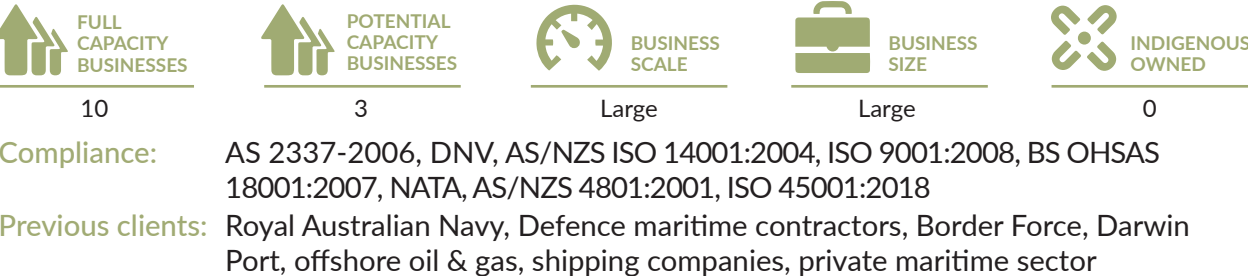 FULL
CAPACITY
BUSINESSES
10
POTENTIAL
CAPACITY
BUSINESSES
3
BUSINESS
SCALE
Large
BUSINESS
SIZE
Large
INDIGENOUS
OWNED
0
Compliance: AS 2337-2006, DNV, AS/NZS ISO 14001:2004, ISO 9001:2008, BS OHSAS
18001:2007, NATA, AS/NZS 4801:2001, ISO 45001:2018
Previous clients: Royal Australian Navy, Defence maritime contractors, Border Force, Darwin
Port, offshore oil & gas, shipping companies, private maritime sector